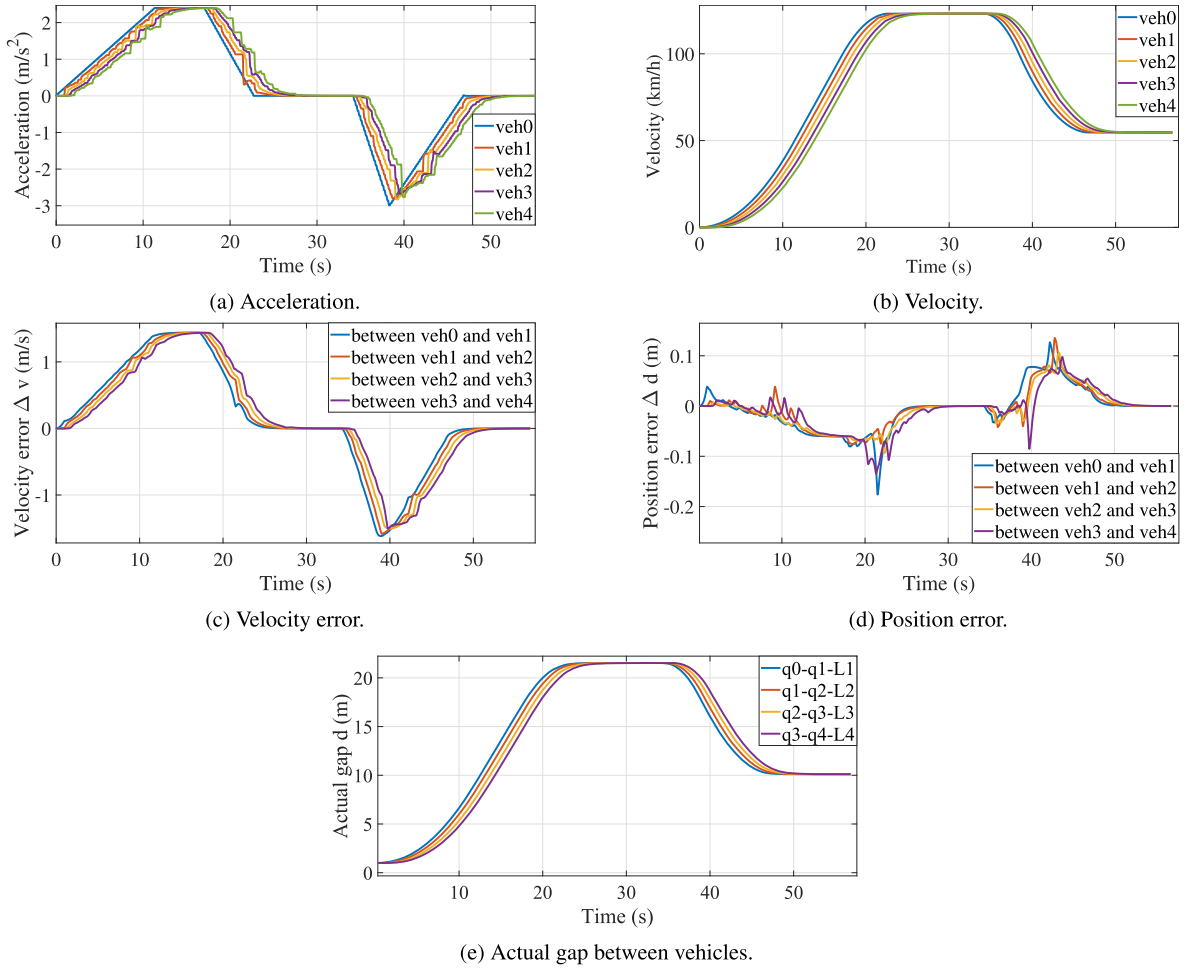 Acceleration (m/s²)
2
1
0
-1
-2
-3
0 10 20 30 40 50
Time (s)
veh0
veh1
veh2
veh3
veh4
(a) Acceleration.
Velocity (km/h)
100
50
0
0 10 20 30 40 50
Time (s)
veh0
veh1
veh2
veh3
veh4
(b) Velocity.
Velocity error Δ v (m/s)
1
0
-1
0 10 20 30 40 50
Time (s)
between veh0 and veh1
between veh1 and veh2
between veh2 and veh3
between veh3 and veh4
(c) Velocity error.
Position error Δ d (m)
0.1
0
-0.1
-0.2
10 20 30 40 50
Time (s)
between veh0 and veh1
between veh1 and veh2
between veh2 and veh3
between veh3 and veh4
(d) Position error.
Actual gap d (m)
20
15
10
5
0
10 20 30 40 50
Time (s)
q0-q1-L1
q1-q2-L2
q2-q3-L3
q3-q4-L4
(e) Actual gap between vehicles.